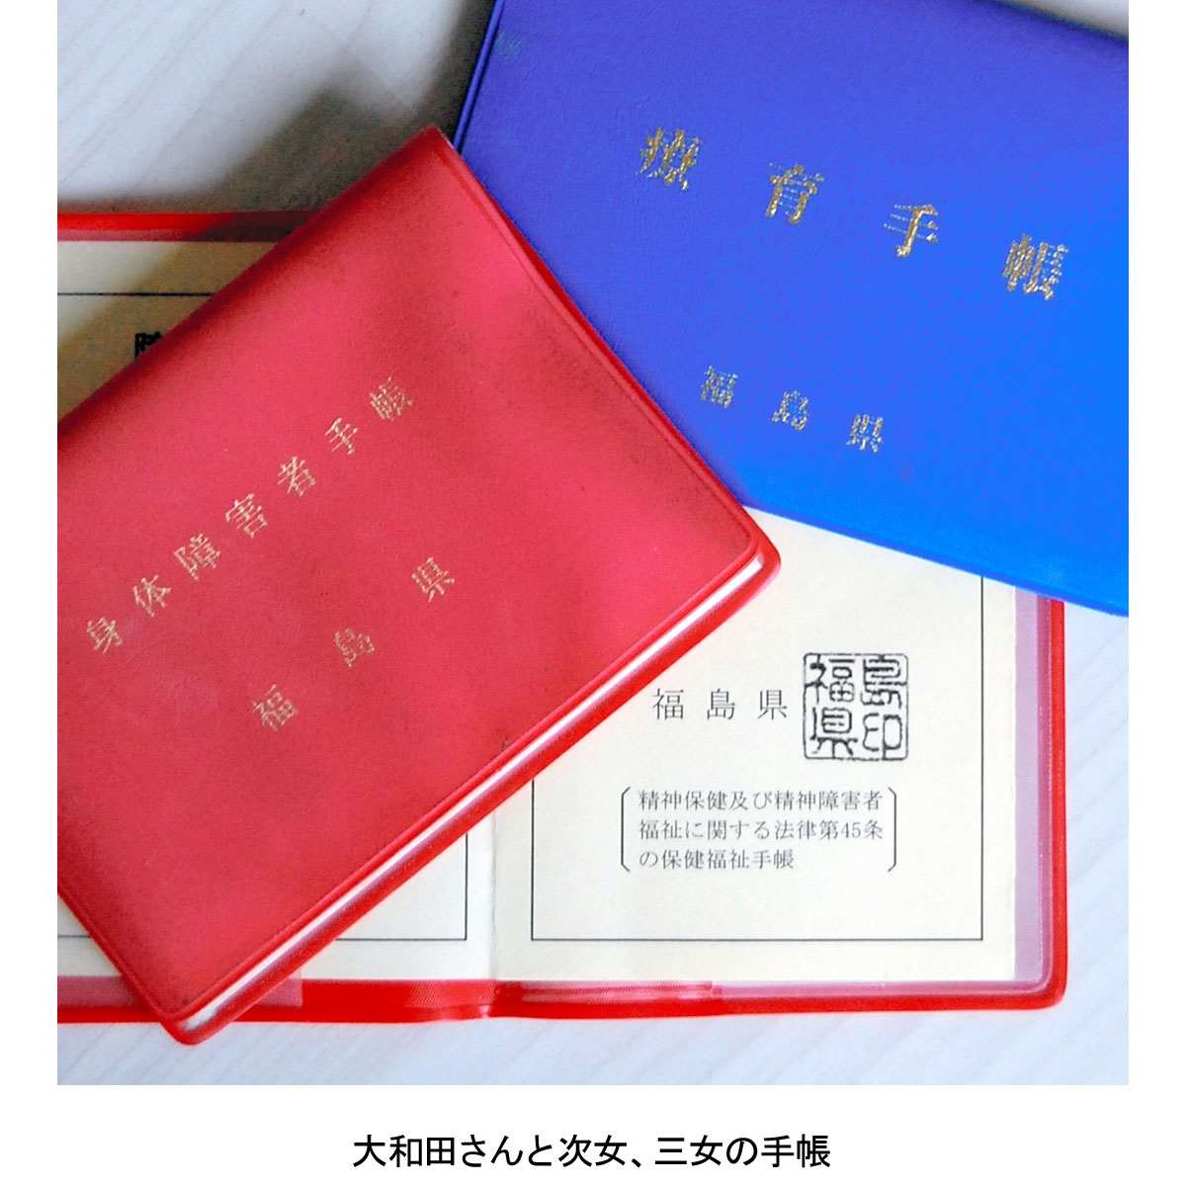 療育手帳
福島県
障
身体障害者手帳
福島県
福島県
福島県印
精神保健及び精神障害者
福祉に関する法律第45条
の保健福祉手帳
大和田さんと次女、三女の手帳